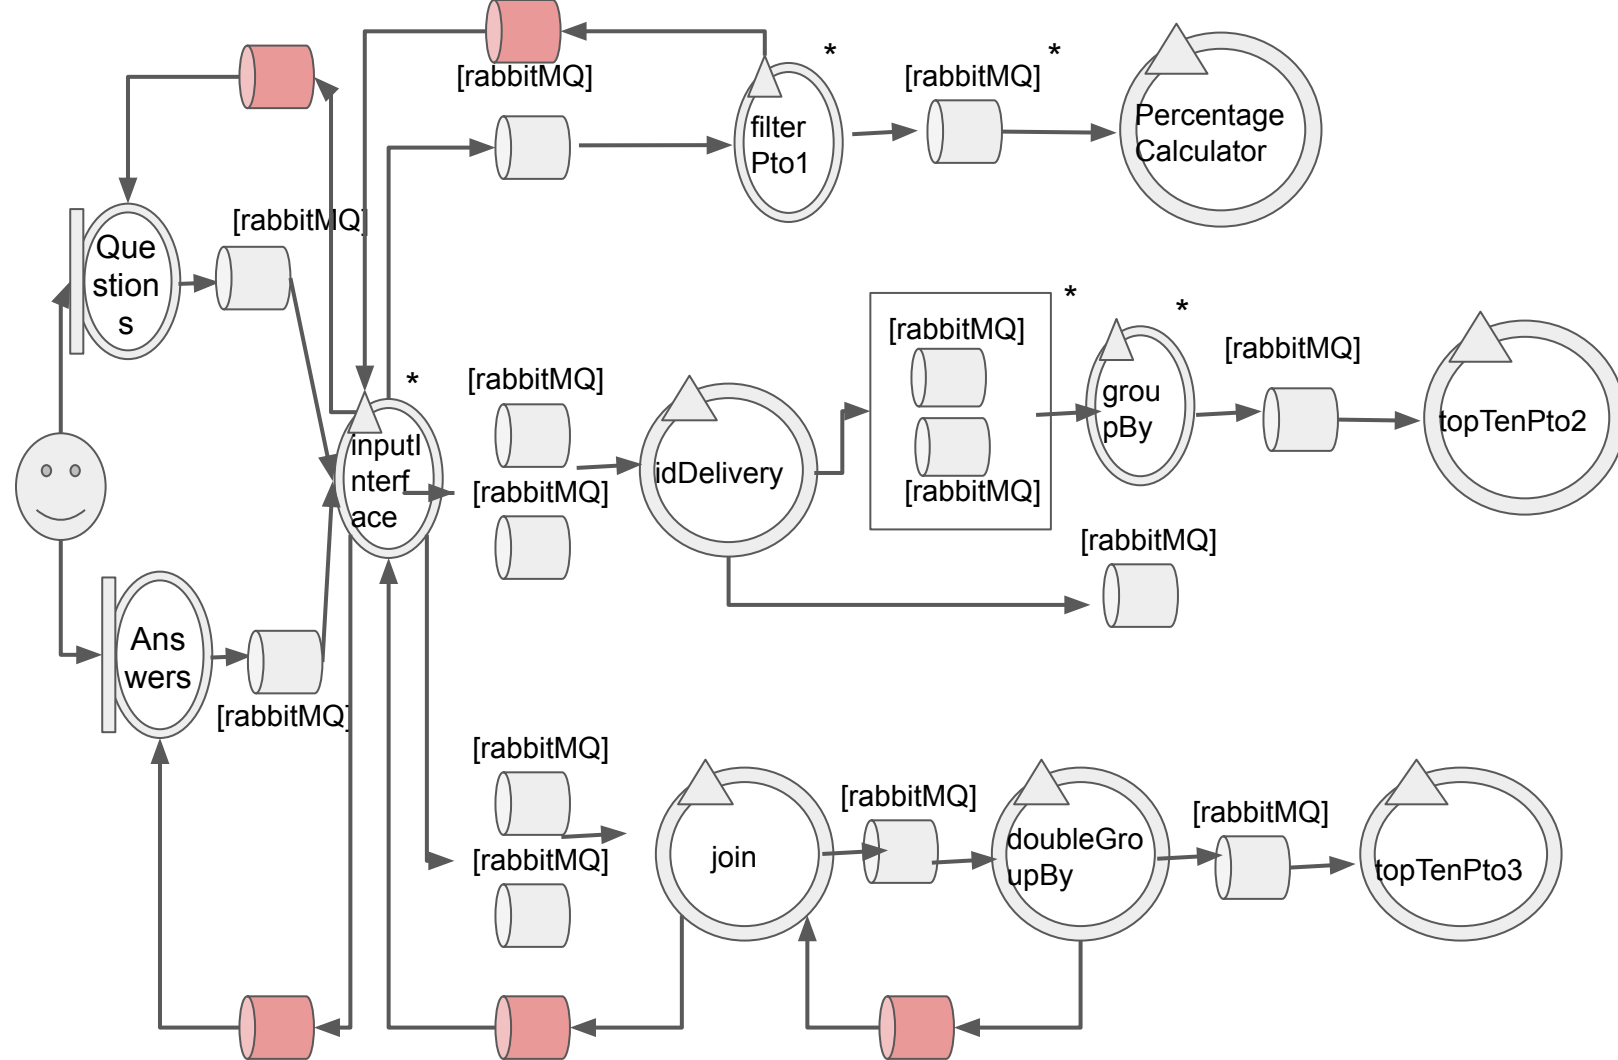 [rabbitMQ]
*
filter
Pto1
[rabbitMQ]
*
Percentage
Calculator
[rabbitMQ]
Que
stion
s
*
inputI
nterf
ace
[rabbitMQ]
[rabbitMQ]
idDelivery
[rabbitMQ]
[rabbitMQ]
*
*
grou
pBy
[rabbitMQ]
topTenPto2
[rabbitMQ]
Ans
wers
[rabbitMQ]
[rabbitMQ]
[rabbitMQ]
join
[rabbitMQ]
doubleGro
upBy
[rabbitMQ]
topTenPto3